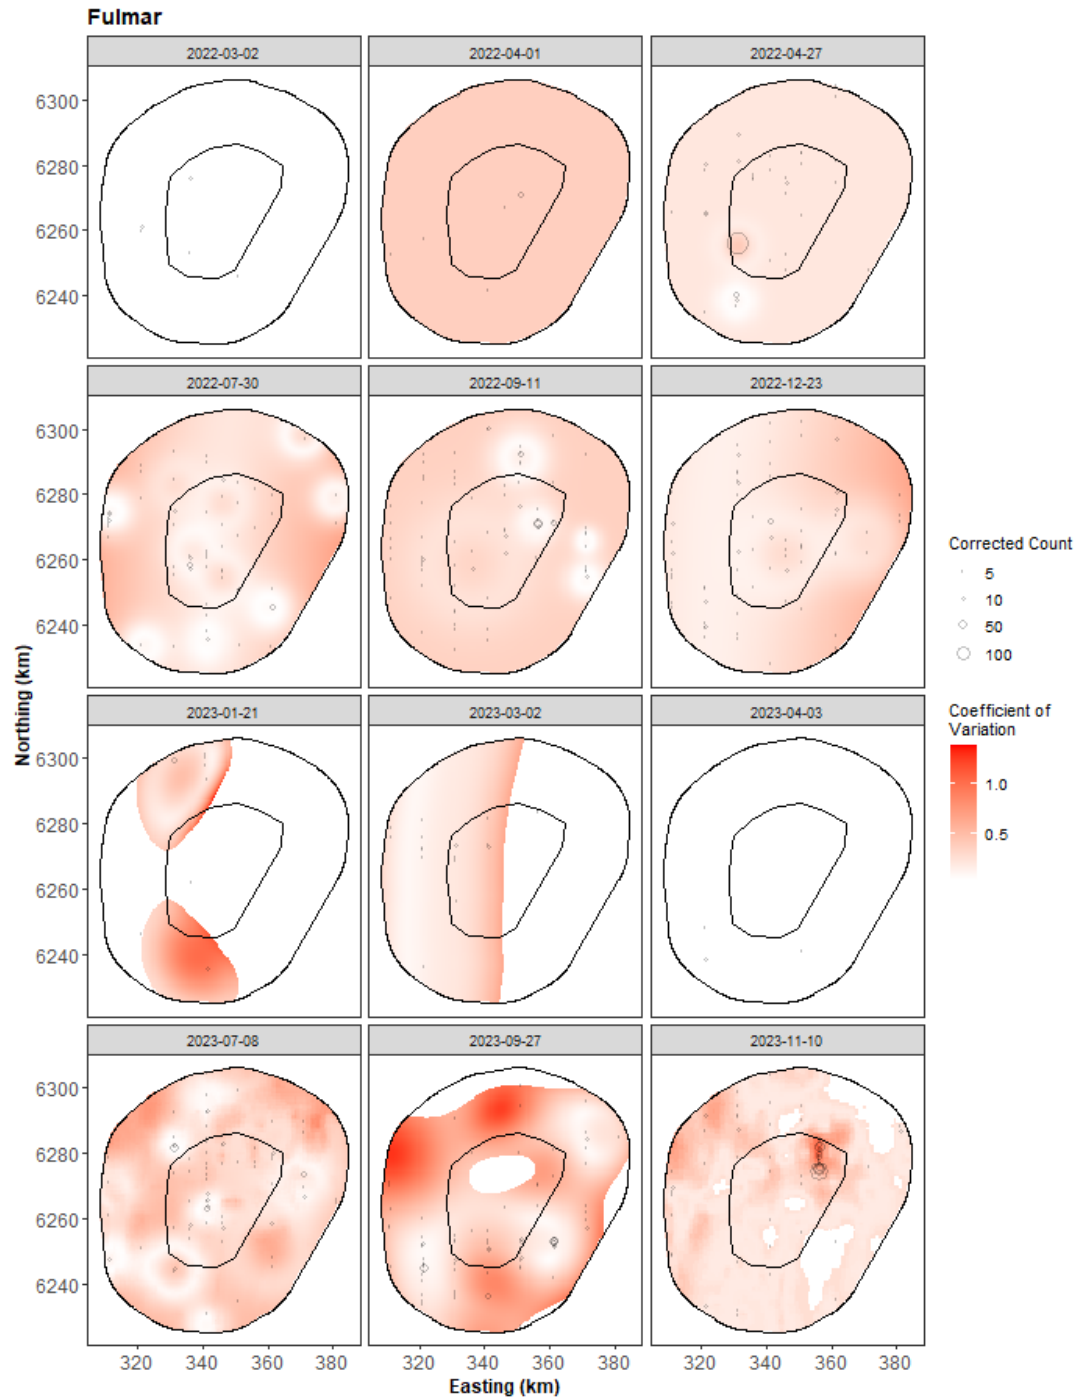 Fulmar
2022-03-02 2022-04-01 2022-04-27
6300
6280
6260
6240
2022-07-30 2022-09-11 2022-12-23
6300
6280
6260
6240
Northing (km)
2023-01-21 2023-03-02 2023-04-03
6300
6280
6260
6240
2023-07-08 2023-09-27 2023-11-10
6300
6280
6260
6240
320 340 360 380 320 340 360 380 320 340 360 380
Easting (km)
Corrected Count
5
10
50
100
Coefficient of
Variation
1.0
0.5